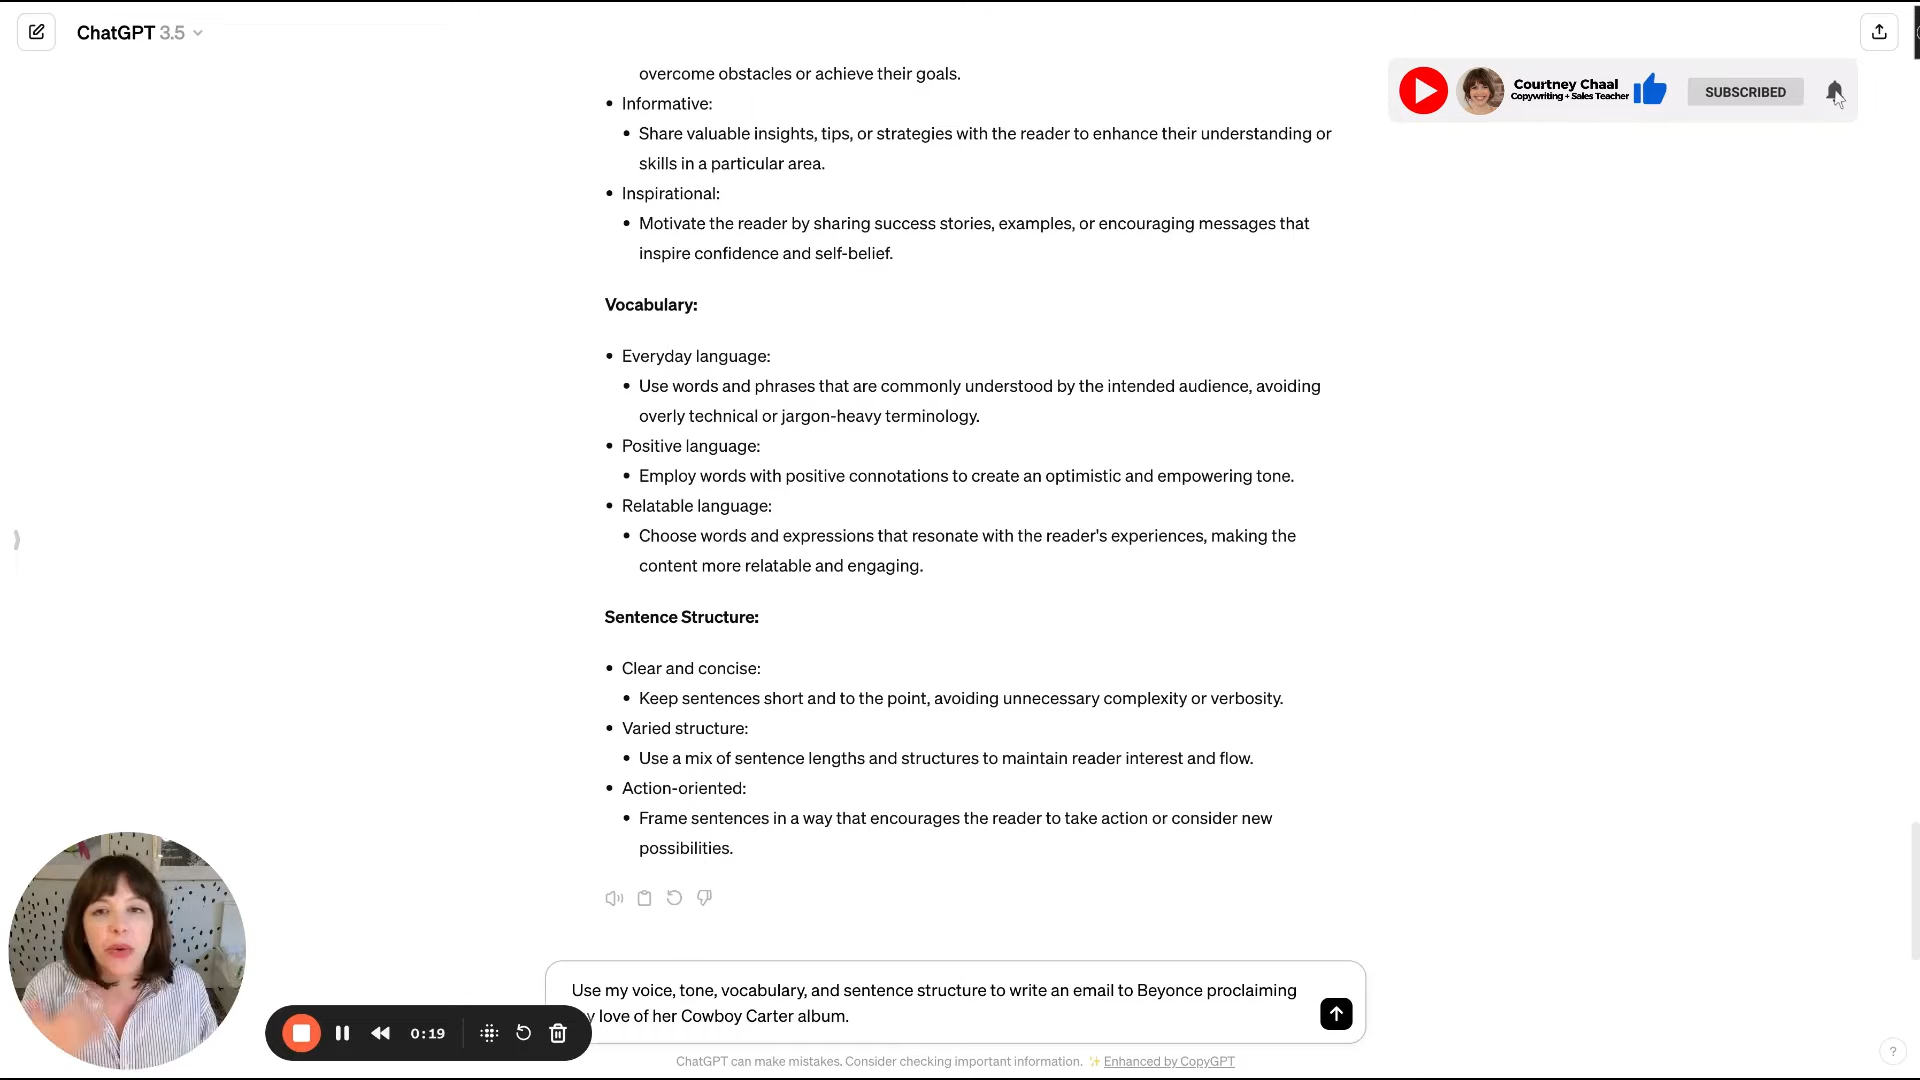 ChatGPT 3.5
overcome obstacles or achieve their goals.
• Informative:
• Share valuable insights, tips, or strategies with the reader to enhance their understanding or
skills in a particular area.
• Inspirational:
• Motivate the reader by sharing success stories, examples, or encouraging messages that
inspire confidence and self-belief.
Courtney Chaal
Copywriting + Sales Teacher
SUBSCRIBED
Vocabulary:
• Everyday language:
• Use words and phrases that are commonly understood by the intended audience, avoiding
overly technical or jargon-heavy terminology.
• Positive language:
• Employ words with positive connotations to create an optimistic and empowering tone.
• Relatable language:
• Choose words and expressions that resonate with the reader's experiences, making the
content more relatable and engaging.
Sentence Structure:
• Clear and concise:
• Keep sentences short and to the point, avoiding unnecessary complexity or verbosity.
• Varied structure:
• Use a mix of sentence lengths and structures to maintain reader interest and flow.
• Action-oriented:
• Frame sentences in a way that encourages the reader to take action or consider new
possibilities.
Use my voice, tone, vocabulary, and sentence structure to write an email to Beyonce proclaiming
y love of her Cowboy Carter album.
0:19
ChatGPT can make mistakes. Consider checking important information. ✨ Enhanced by CopyGPT
?